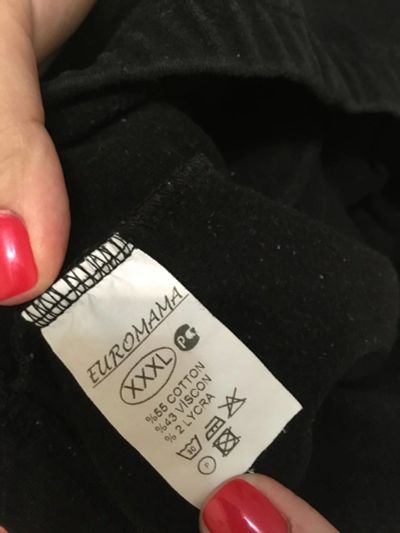 EUROMAMA
XXXL
%55 COTTON
%43 VISCON
% 2 LYCRA
30
P